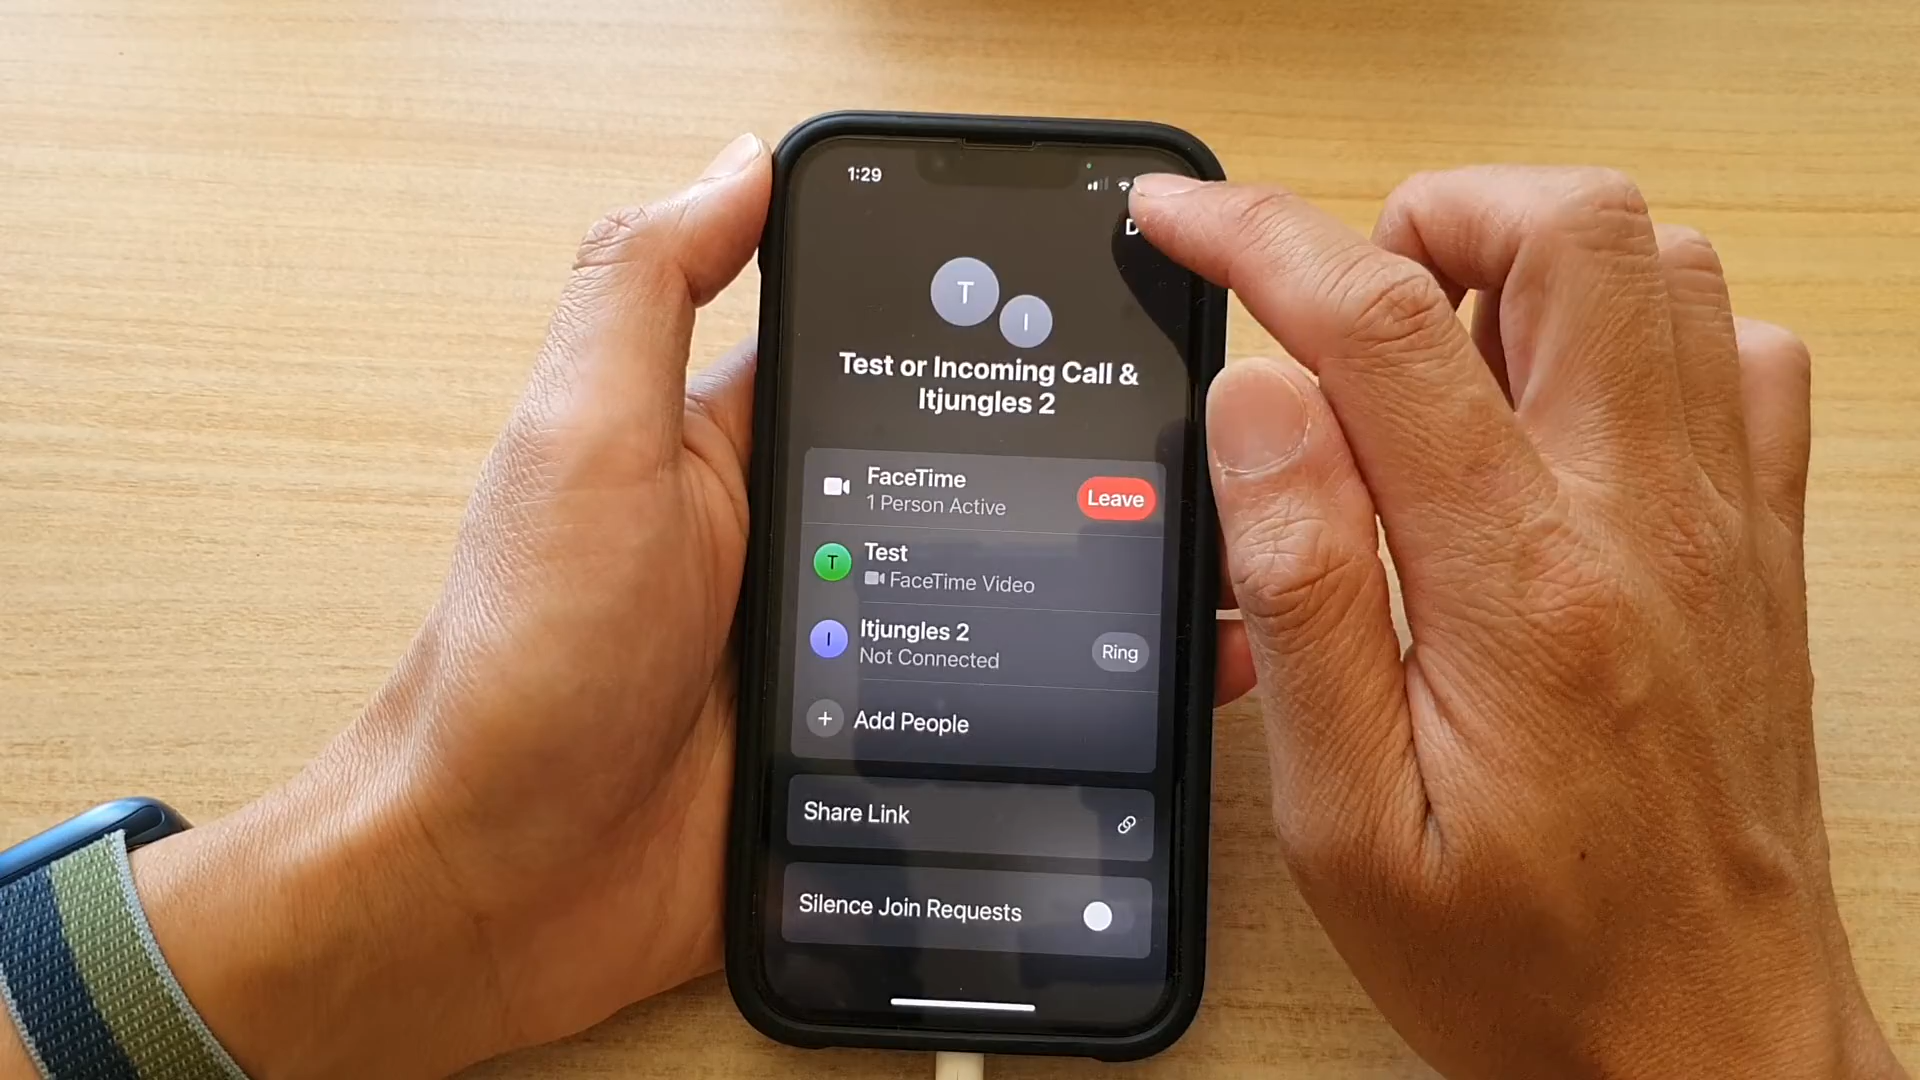 1:29
T
I
Test or Incoming Call &
Itjungles 2
FaceTime
1 Person Active
Leave
T
Test
FaceTime Video
I
Itjungles 2
Not Connected
Ring
+ Add People
Share Link
Silence Join Requests